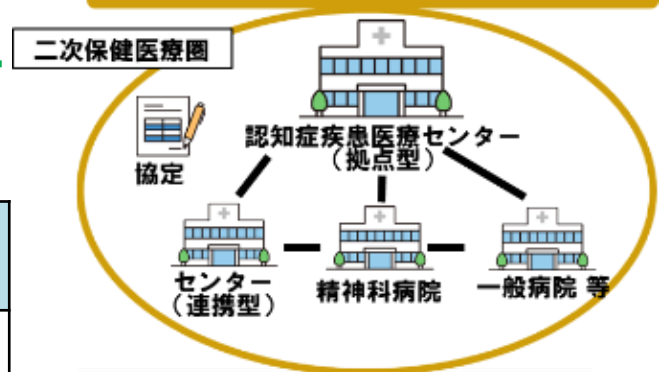 二次保健医療圏
認知症疾患医療センター
（拠点型）
協定
センター
（連携型）
精神科病院
一般病院 等